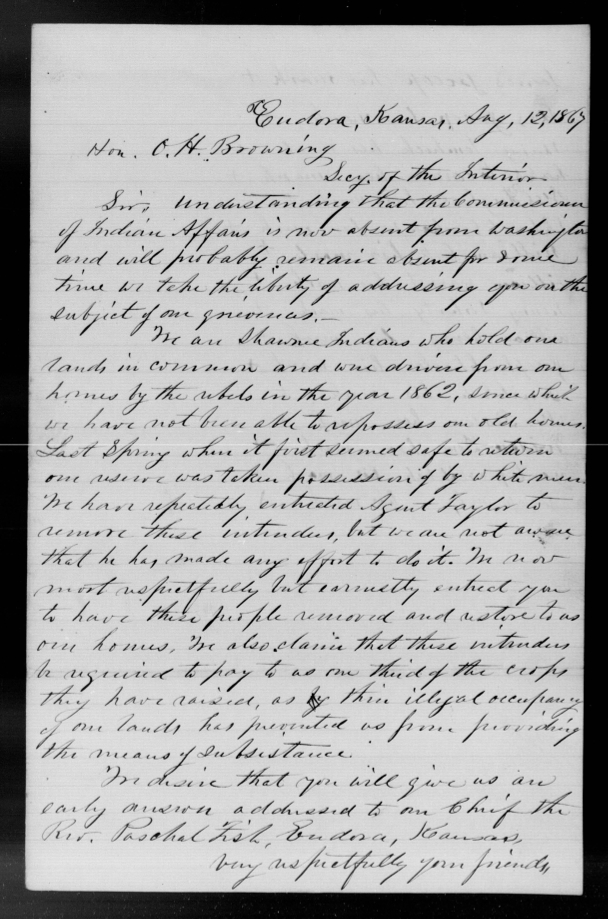 Eudora, Kansas, Aug, 12, 1867
Hon. O. H. Browning
Secy. of the Interior
Sir, Understanding that the Commissioner
of Indian Affairs is now absent from Washington
and will probably remain absent for some
time we take the liberty of addressing you on the
subject of our grievances.—
We are Shawnee Indians who hold our
lands in common and were driven from our
homes by the rebels in the year 1862, since which
we have not been able to repossess our old homes.
Last Spring when it first seemed safe to return
our reserve was taken possession of by white men.
We have repeatedly entreated Agent Taylor to
remove these intruders, but we are not aware
that he has made any effort to do it. We now
most respectfully but earnestly entreat you
to have these people removed and restore to us
our homes. We also claim that these intruders
be required to pay to us one third of the crops
they have raised, as by their illegal occupancy
of our lands has prevented us from providing
the means of subsistance.
We desire that you will give us an
early answer addressed to our Chief the
Rev. Paschal Fish, Eudora, Kansas,
Very respectfully your friends,